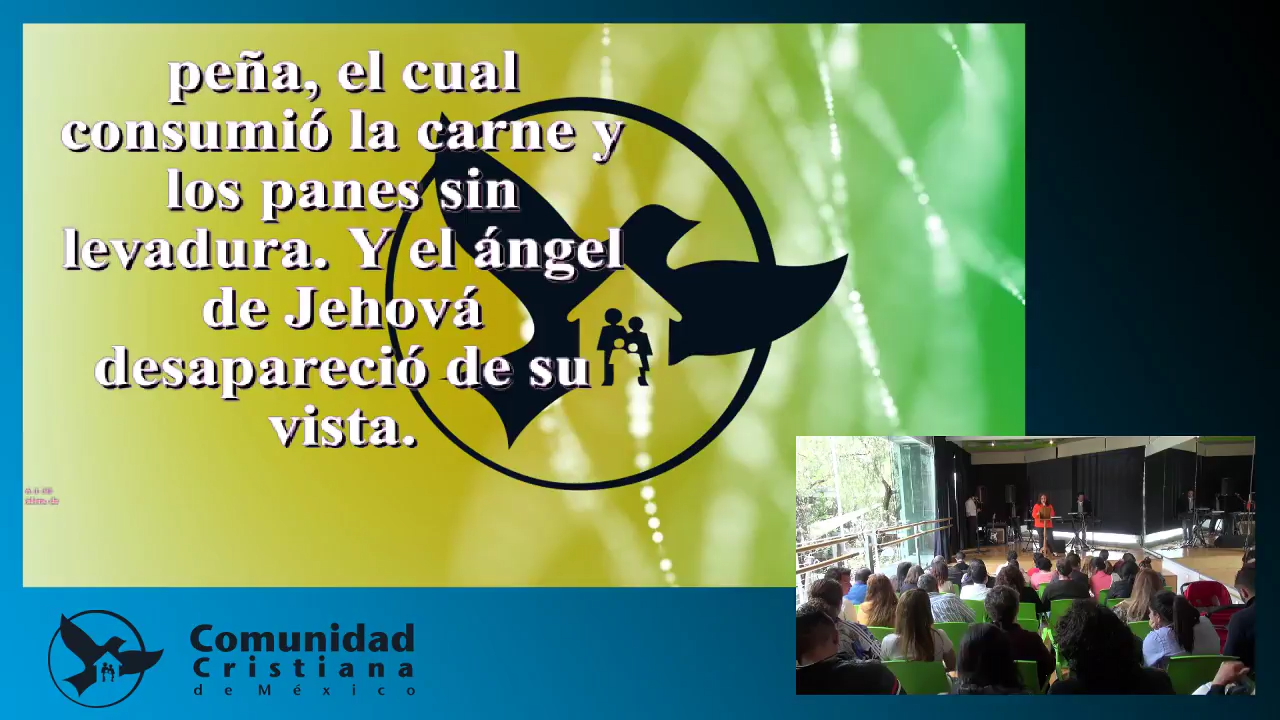 peña, el cual
consumió la carne y
los panes sin
levadura. Y el ángel
de Jehová
desapareció de su
vista.
Comunidad
Cristiana
de México